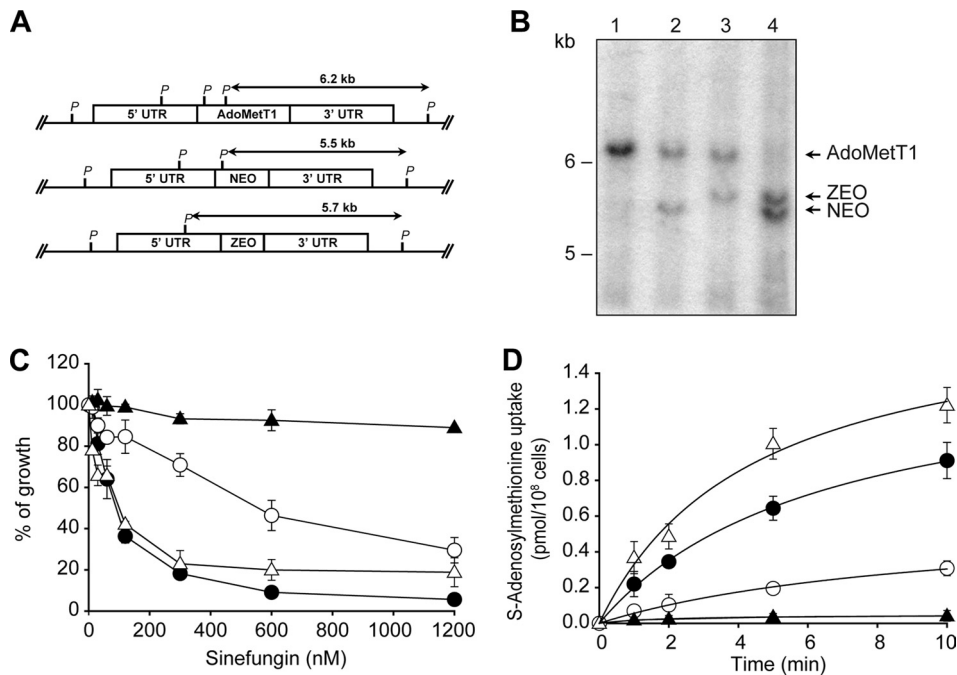 A
6.2 kb
P P P P P
5' UTR AdoMetT1 3' UTR
5.5 kb
P P P P
5' UTR NEO 3' UTR
5.7 kb
P P P
5' UTR ZEO 3' UTR
B
kb 1 2 3 4
6 AdoMetT1
ZEO
NEO
5
C
120
100
80
60
40
20
0
% of growth
0 200 400 600 800 1000 1200
Sinefungin (nM)
D
1.4
1.2
1.0
0.8
0.6
0.4
0.2
0
S-Adenosylmethionine uptake
(pmol/10⁸ cells)
0 2 4 6 8 10
Time (min)